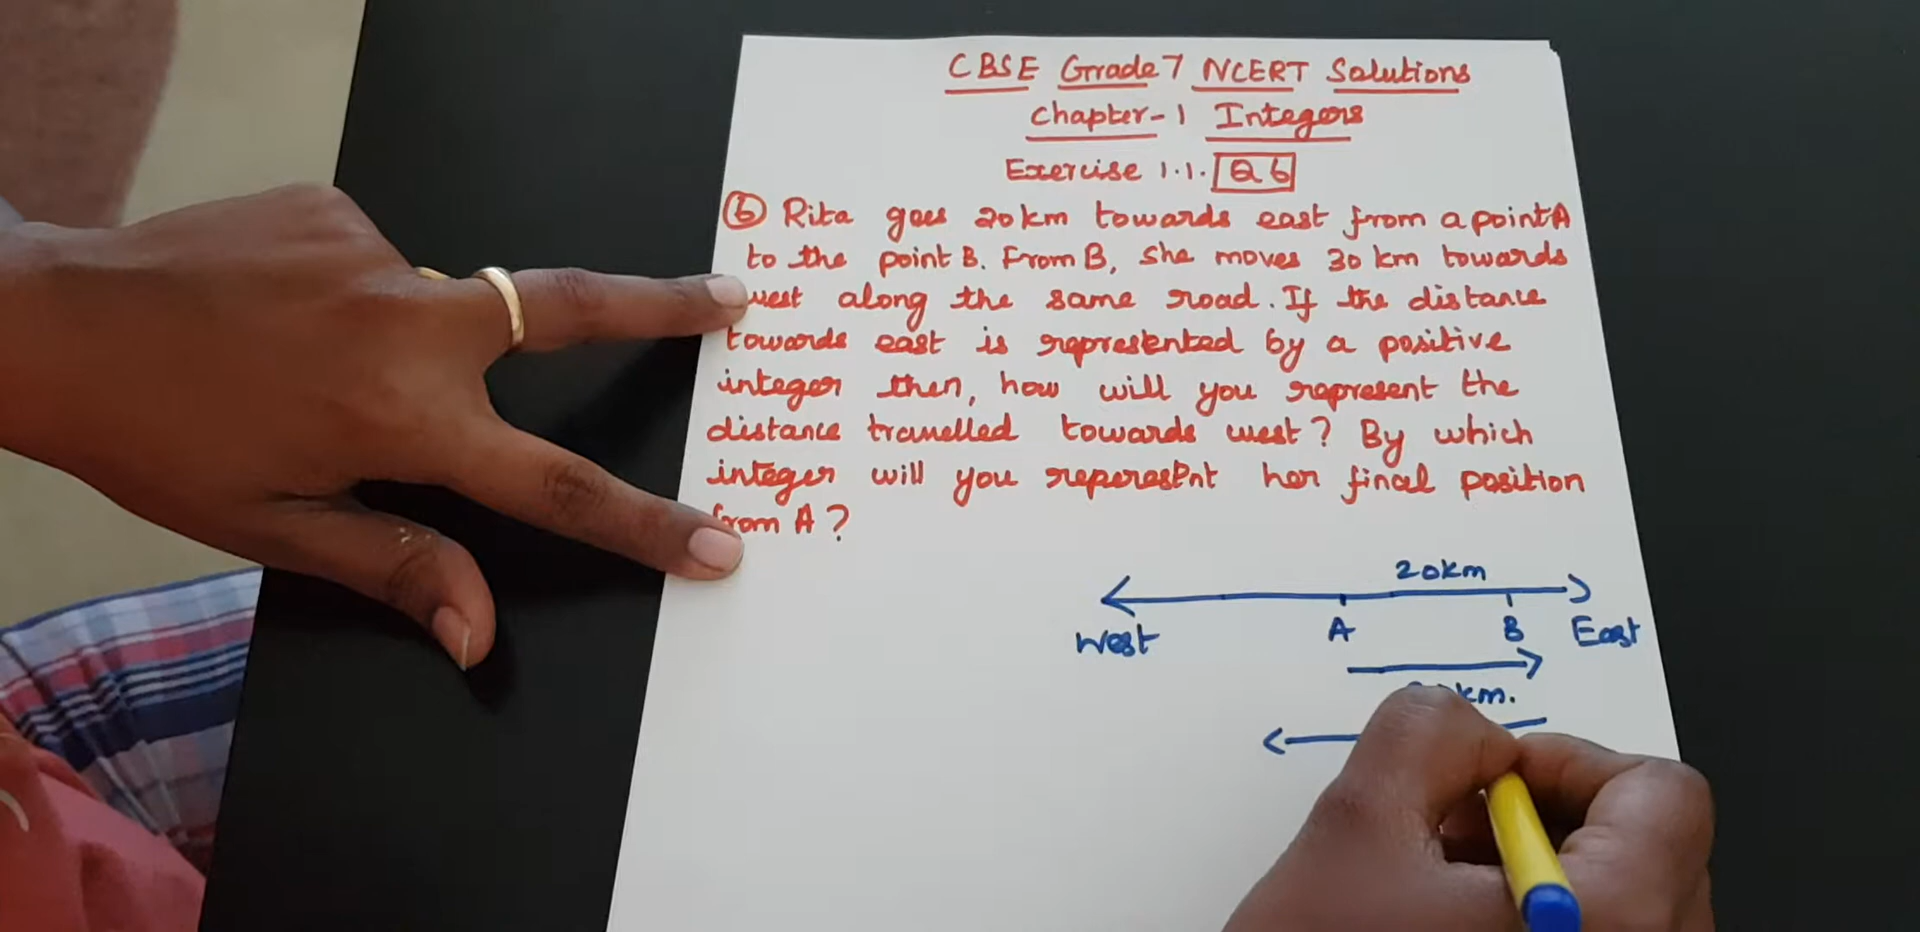 CBSE Grade 7 NCERT Solutions
Chapter-1 Integers
Exercise 1.1. Q6
6 Rita goes 20km towards east from a point A
to the point B. From B, she moves 30 km towards
west along the same road. If the distance
towards east is represented by a positive
integer then, how will you represent the
distance travelled towards west? By which
integer will you reperesent her final position
from A?
20km
West A B East
km.